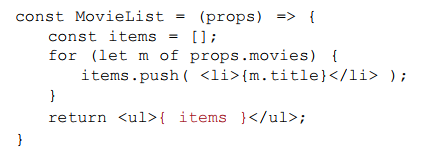 const MovieList = (props) => {
    const items = [];
    for (let m of props.movies) {
        items.push( <li>{m.title}</li> );
    }
    return <ul>{ items }</ul>;
}